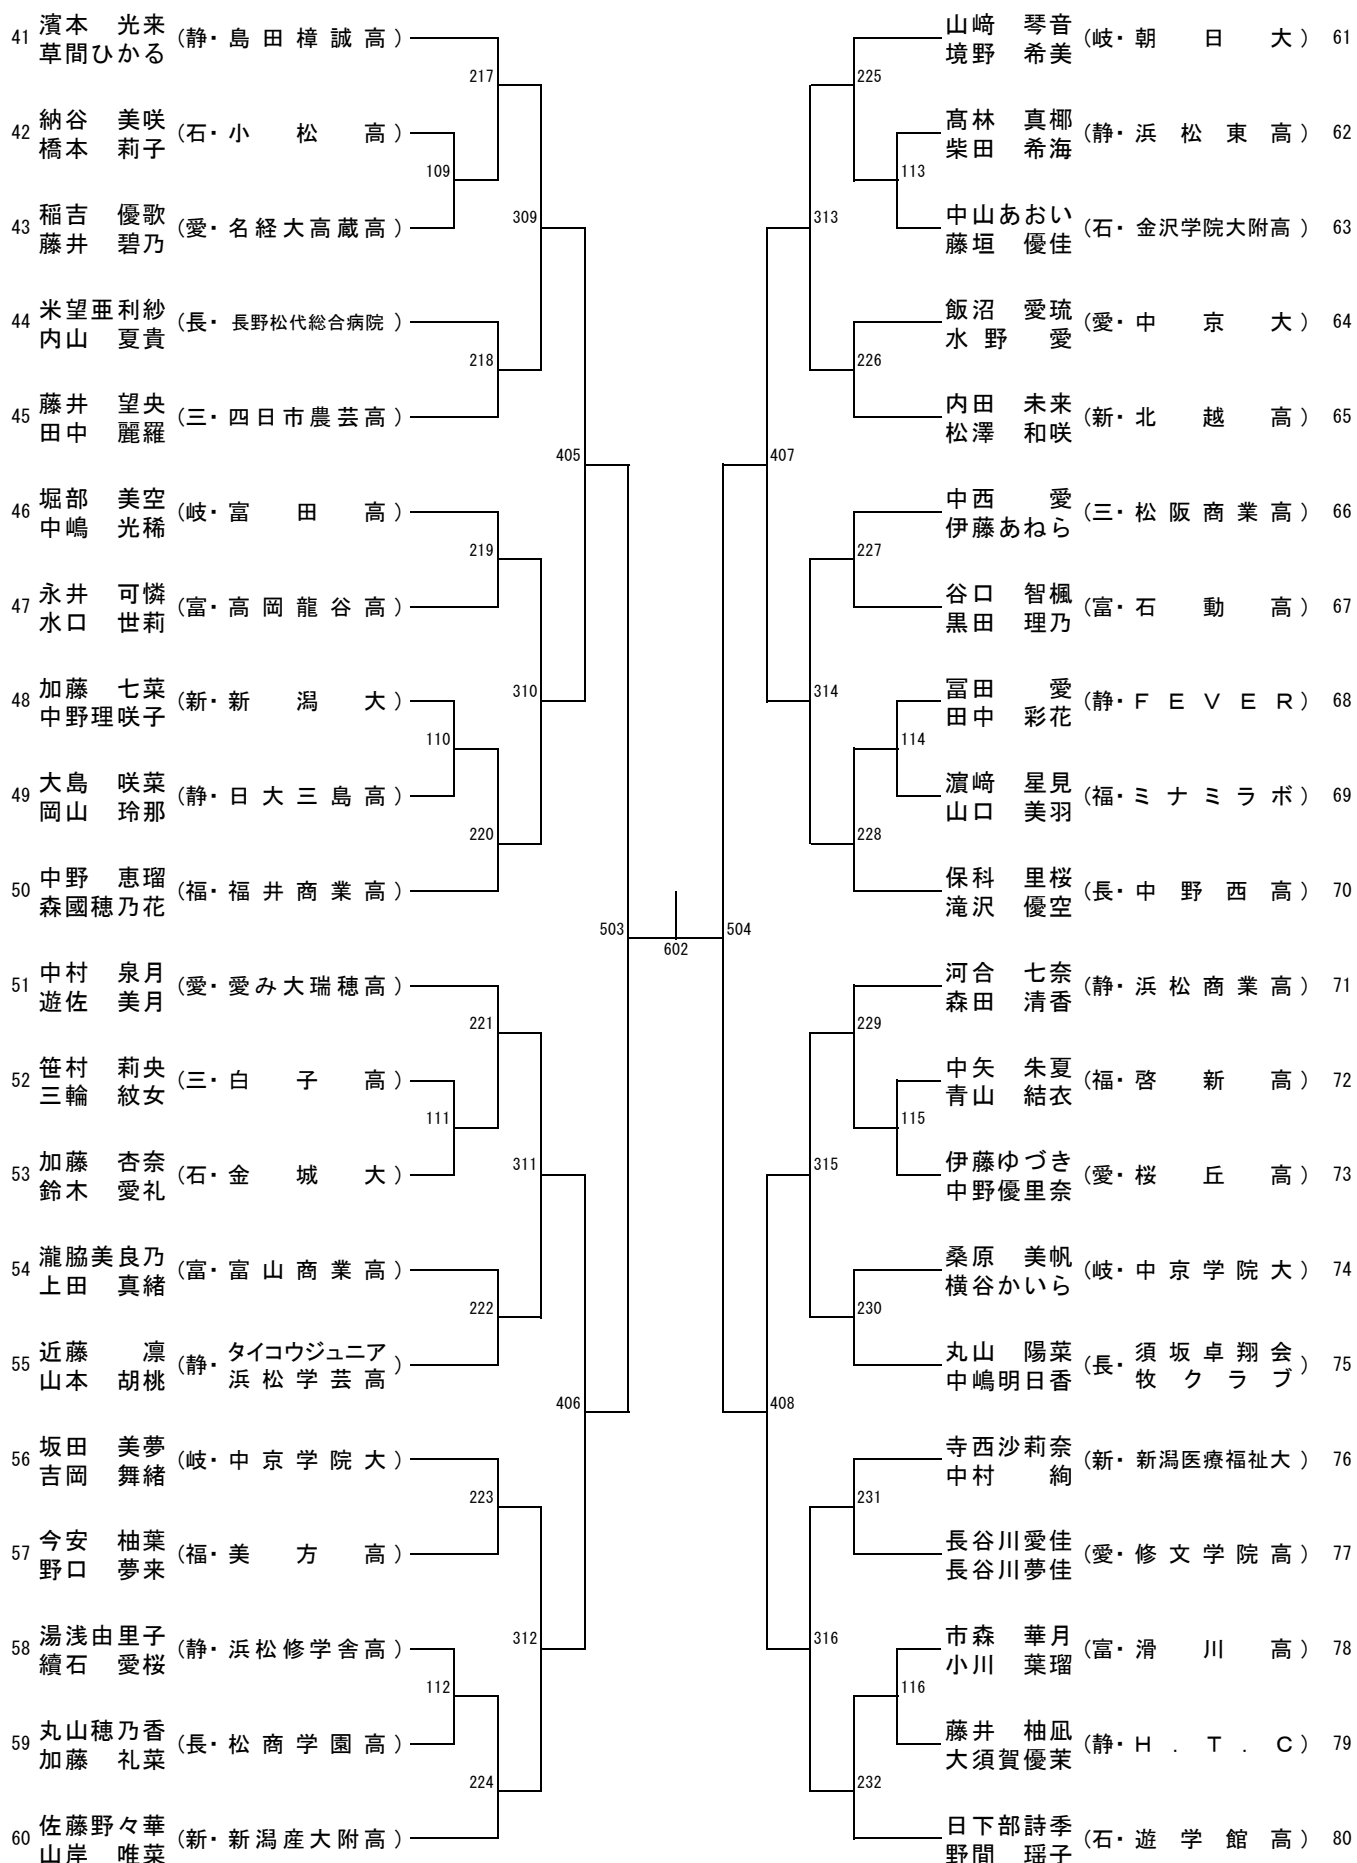 41 濱本 光来 (静・島田樟誠高)
草間ひかる
217
42 納谷 美咲 (石・小松高)
橋本 莉子
109
43 稲吉 優歌 (愛・名経大高蔵高)
藤井 碧乃
309
44 米望亜利紗 (長・長野松代総合病院)
内山 夏貴
218
45 藤井 望央 (三・四日市農芸高)
田中 麗羅
405
46 堀部 美空 (岐・富田高)
中嶋 光稀
219
47 永井 可憐 (富・高岡龍谷高)
水口 世莉
48 加藤 七菜 (新・新潟大)
中野理咲子
310
110
49 大島 咲菜 (静・日大三島高)
岡山 玲那
220
50 中野 恵瑠 (福・福井商業高)
森國穂乃花
503
602
51 中村 泉月 (愛・愛み大瑞穂高)
遊佐 美月
221
52 笹村 莉央 (三・白子高)
三輪 紋女
111
53 加藤 杏奈 (石・金城大)
鈴木 愛礼
311
54 瀧脇美良乃 (富・富山商業高)
上田 真緒
222
55 近藤 凛 (静・タイコウジュニア
山本 胡桃 浜松学芸高)
406
56 坂田 美夢 (岐・中京学院大)
吉岡 舞緒
223
57 今安 柚葉 (福・美方高)
野口 夢来
58 湯浅由里子 (静・浜松修学舎高)
續石 愛桜
312
112
59 丸山穂乃香 (長・松商学園高)
加藤 礼菜
224
60 佐藤野々華 (新・新潟産大附高)
山岸 唯菜
山﨑 琴音 (岐・朝日大) 61
境野 希美
225
髙林 真椰 (静・浜松東高) 62
柴田 希海
113
中山あおい (石・金沢学院大附高) 63
藤垣 優佳
313
飯沼 愛琉 (愛・中京大) 64
水野 愛
226
内田 未来 (新・北越高) 65
松澤 和咲
407
中西 愛 (三・松阪商業高) 66
伊藤あねら
227
谷口 智楓 (富・石動高) 67
黒田 理乃
冨田 愛 (静・FEVER) 68
田中 彩花
314
114
濵﨑 星見 (福・ミナミラボ) 69
山口 美羽
228
保科 里桜 (長・中野西高) 70
滝沢 優空
504
河合 七奈 (静・浜松商業高) 71
森田 清香
229
中矢 朱夏 (福・啓新高) 72
青山 結衣
115
伊藤ゆづき (愛・桜丘高) 73
中野優里奈
315
桑原 美帆 (岐・中京学院大) 74
横谷かいら
230
丸山 陽菜 (長・須坂卓翔会 75
中嶋明日香 牧クラブ)
408
寺西沙莉奈 (新・新潟医療福祉大) 76
中村 絢
231
長谷川愛佳 (愛・修文学院高) 77
長谷川夢佳
市森 華月 (富・滑川高) 78
小川 葉瑠
316
116
藤井 柚凪 (静・H.T.C) 79
大須賀優茉
232
日下部詩季 (石・遊学館高) 80
野間 瑶子